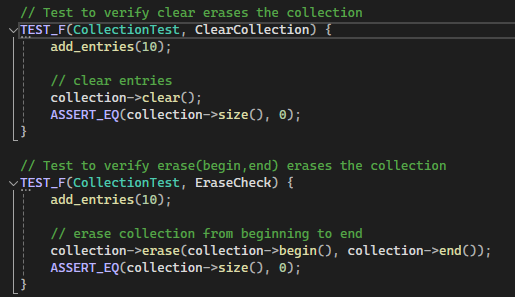 // Test to verify clear erases the collection
TEST_F(CollectionTest, ClearCollection) {
    add_entries(10);

    // clear entries
    collection->clear();
    ASSERT_EQ(collection->size(), 0);
}

// Test to verify erase(begin,end) erases the collection
TEST_F(CollectionTest, EraseCheck) {
    add_entries(10);

    // erase collection from beginning to end
    collection->erase(collection->begin(), collection->end());
    ASSERT_EQ(collection->size(), 0);
}